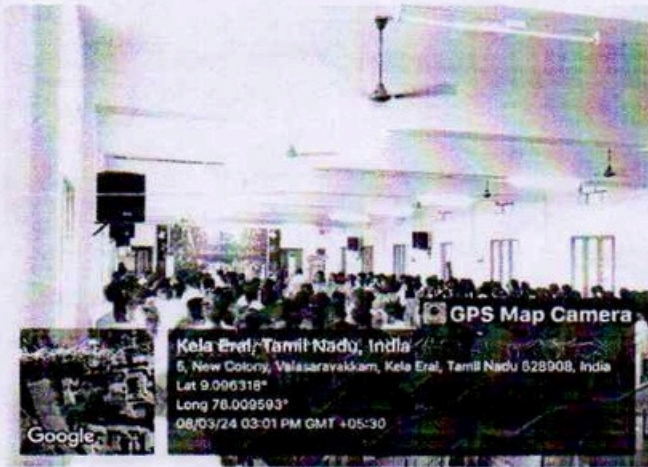 GPS Map Camera
Kela Eral, Tamil Nadu, India
5, New Colony, Valasaravakkam, Kela Eral, Tamil Nadu 628908, India
Lat 9.096318°
Long 78.009593°
08/03/24 03:01 PM GMT +05:30
Google